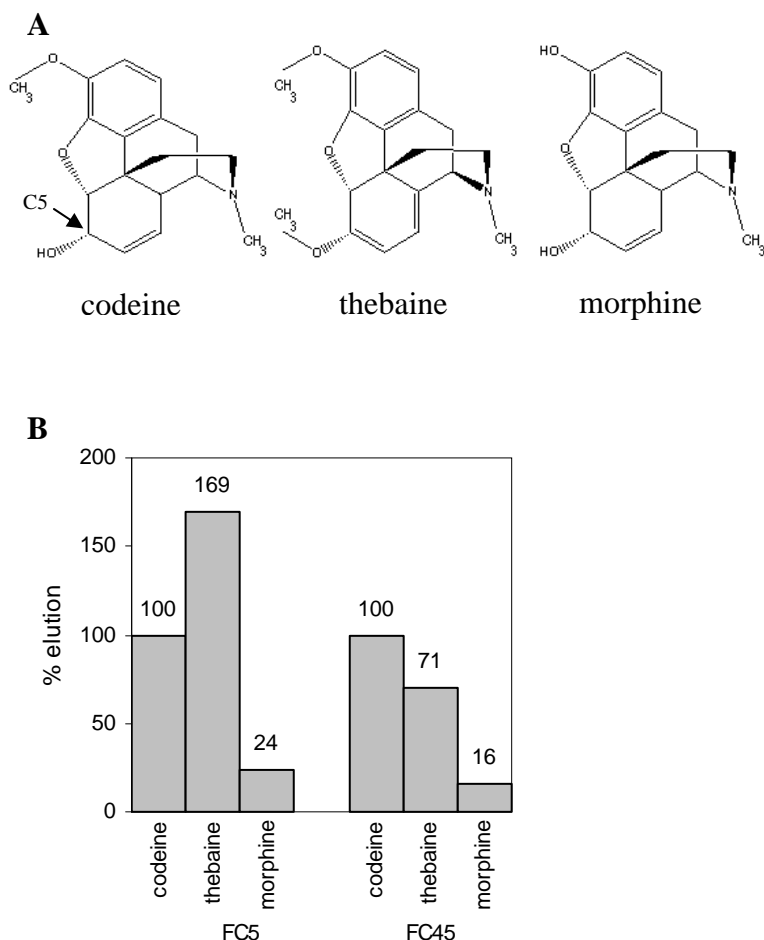 A
O
CH3
O
C5
HO
N
CH3
codeine
O
CH3
O
CH3
O
N
CH3
thebaine
HO
O
HO
N
CH3
morphine
B
% elution
200
150
100
50
0
100
169
24
100
71
16
codeine
thebaine
morphine
codeine
thebaine
morphine
FC5
FC45